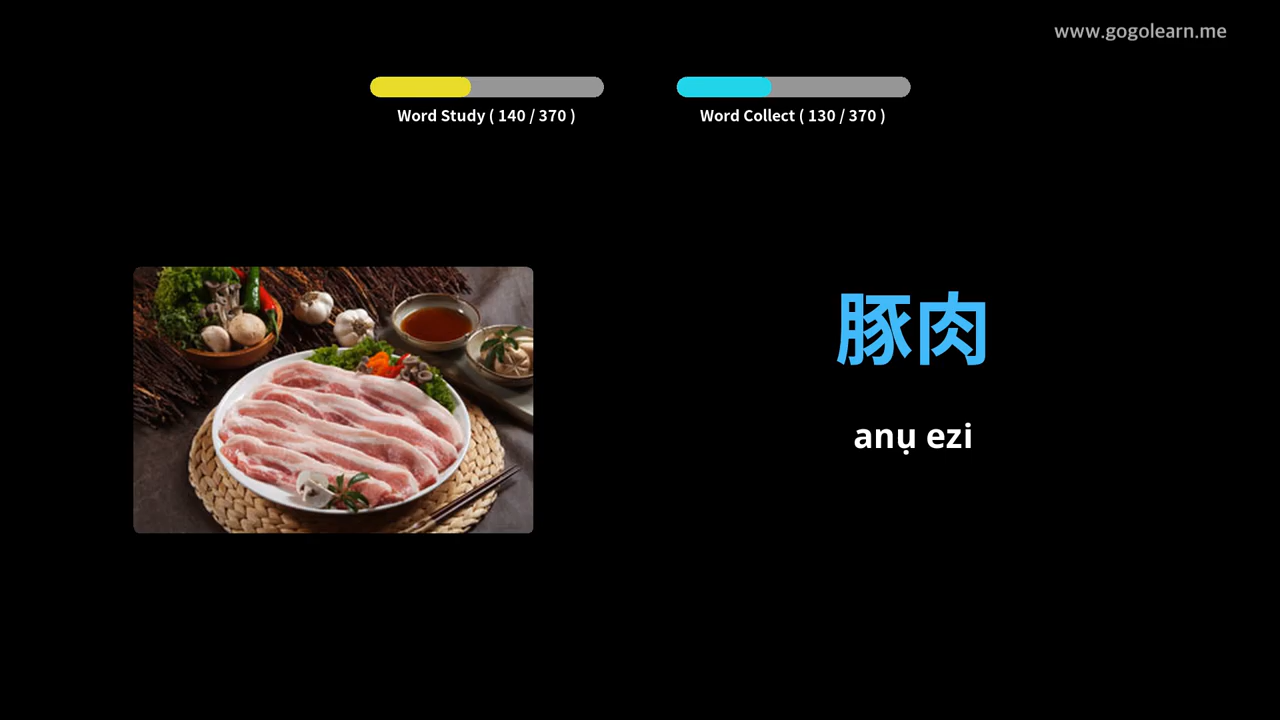 www.gogolearn.me
Word Study ( 140 / 370 )
Word Collect ( 130 / 370 )
豚肉
anụ ezi